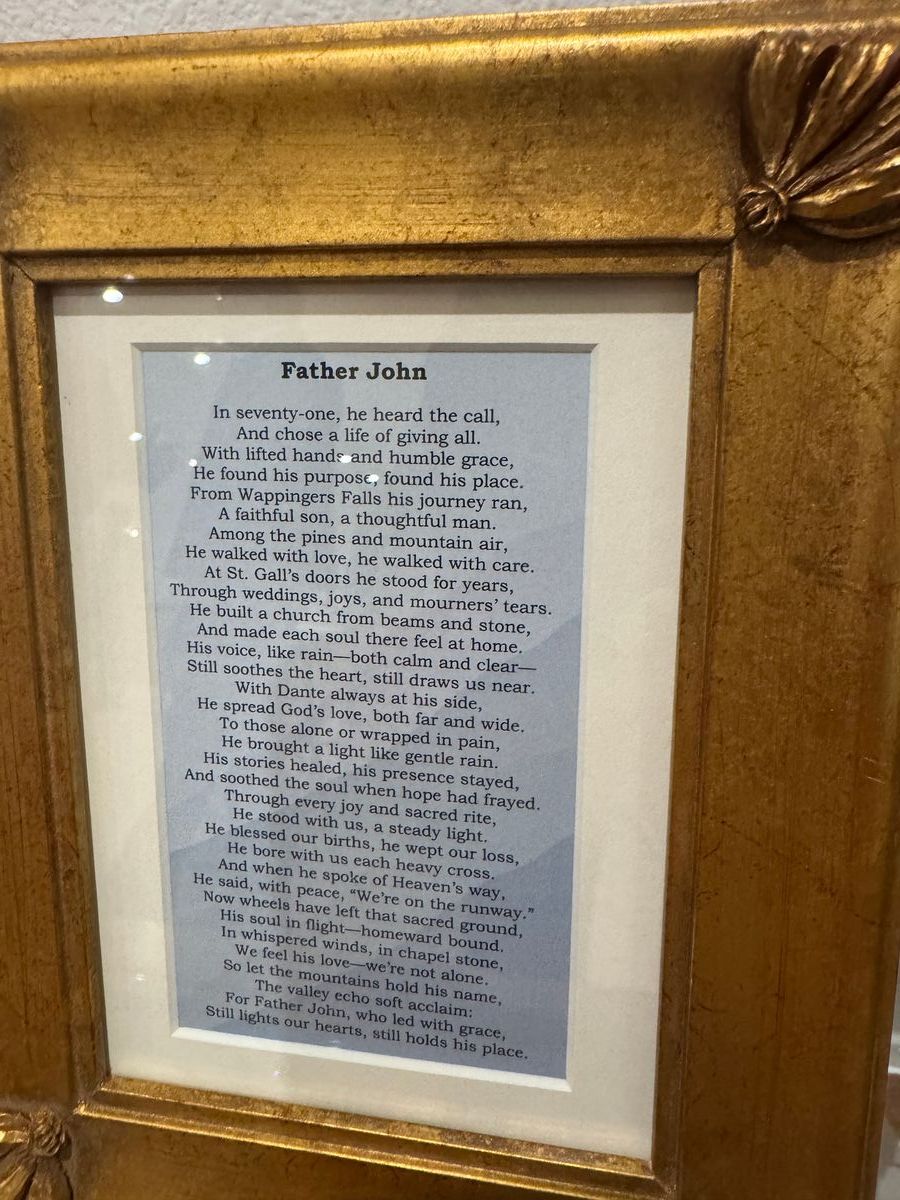 Father John
In seventy-one, he heard the call,
And chose a life of giving all.
With lifted hands and humble grace,
He found his purpose, found his place.
From Wappingers Falls his journey ran,
A faithful son, a thoughtful man.
Among the pines and mountain air,
He walked with love, he walked with care.
At St. Gall's doors he stood for years,
Through weddings, joys, and mourners' tears.
He built a church from beams and stone,
And made each soul there feel at home.
His voice, like rain—both calm and clear—
Still soothes the heart, still draws us near.
With Dante always at his side,
He spread God's love, both far and wide.
To those alone or wrapped in pain,
He brought a light like gentle rain.
His stories healed, his presence stayed,
And soothed the soul when hope had frayed.
Through every joy and sacred rite,
He stood with us, a steady light.
He blessed our births, he wept our loss,
He bore with us each heavy cross.
And when he spoke of Heaven's way,
He said, with peace, “We're on the runway.”
Now wheels have left that sacred ground,
His soul in flight—homeward bound.
In whispered winds, in chapel stone,
We feel his love—we're not alone.
So let the mountains hold his name,
The valley echo soft acclaim:
For Father John, who led with grace,
Still lights our hearts, still holds his place.